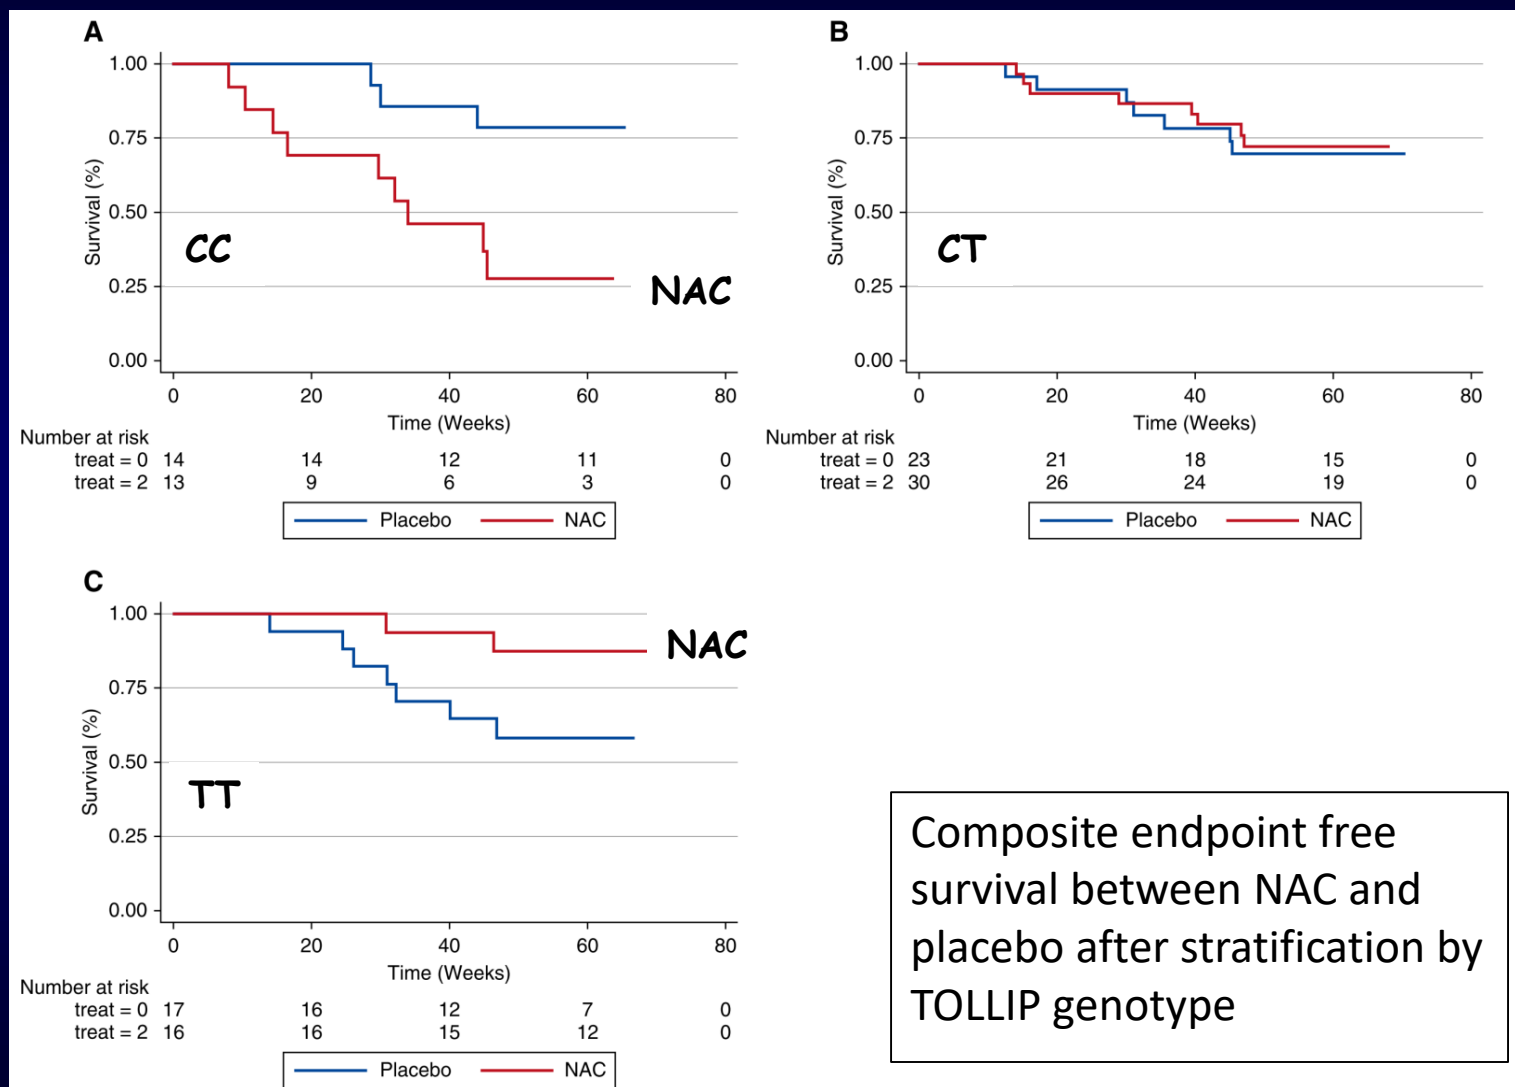 A
1.00
0.75
0.50
0.25
0.00
Survival (%)
CC
NAC
0 20 40 60 80
Time (Weeks)
Number at risk
treat = 0 14 14 12 11 0
treat = 2 13 9 6 3 0
Placebo NAC
B
1.00
0.75
0.50
0.25
0.00
Survival (%)
CT
0 20 40 60 80
Time (Weeks)
Number at risk
treat = 0 23 21 18 15 0
treat = 2 30 26 24 19 0
Placebo NAC
C
1.00
0.75
0.50
0.25
0.00
Survival (%)
NAC
TT
0 20 40 60 80
Time (Weeks)
Number at risk
treat = 0 17 16 12 7 0
treat = 2 16 16 15 12 0
Placebo NAC
Composite endpoint free
survival between NAC and
placebo after stratification by
TOLLIP genotype